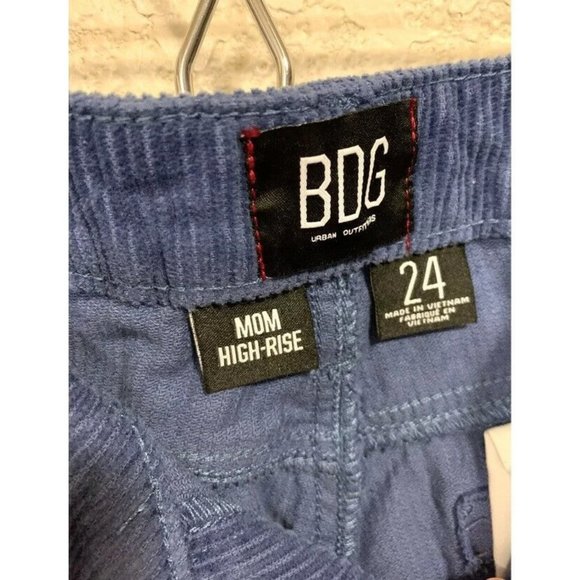 BDG
URBAN OUTFITTERS
MOM
HIGH-RISE
24
MADE IN VIETNAM
FABRIQUÉ EN
VIETNAM